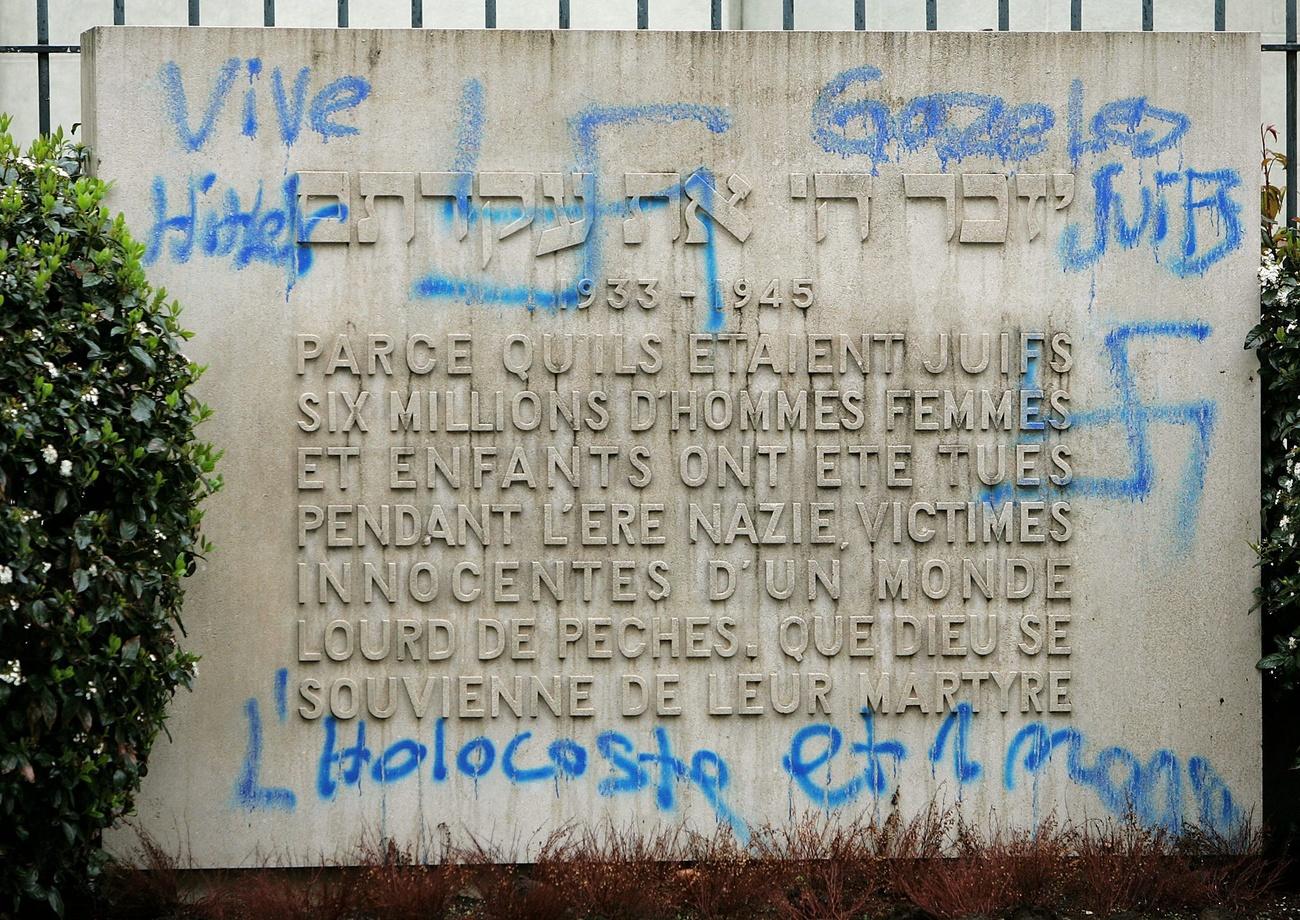 Vive
Hitler
Gazé les
JuiFs
יזכר ה' את עקדתם
1933 - 1945
PARCE QU'ILS ETAIENT JUIFS
SIX MILLIONS D'HOMMES FEMMES
ET ENFANTS ONT ETE TUES
PENDANT L'ERE NAZIE, VICTIMES
INNOCENTES D'UN MONDE
LOURD DE PECHES. QUE DIEU SE
SOUVIENNE DE LEUR MARTYRE
L'Holocoste et 1